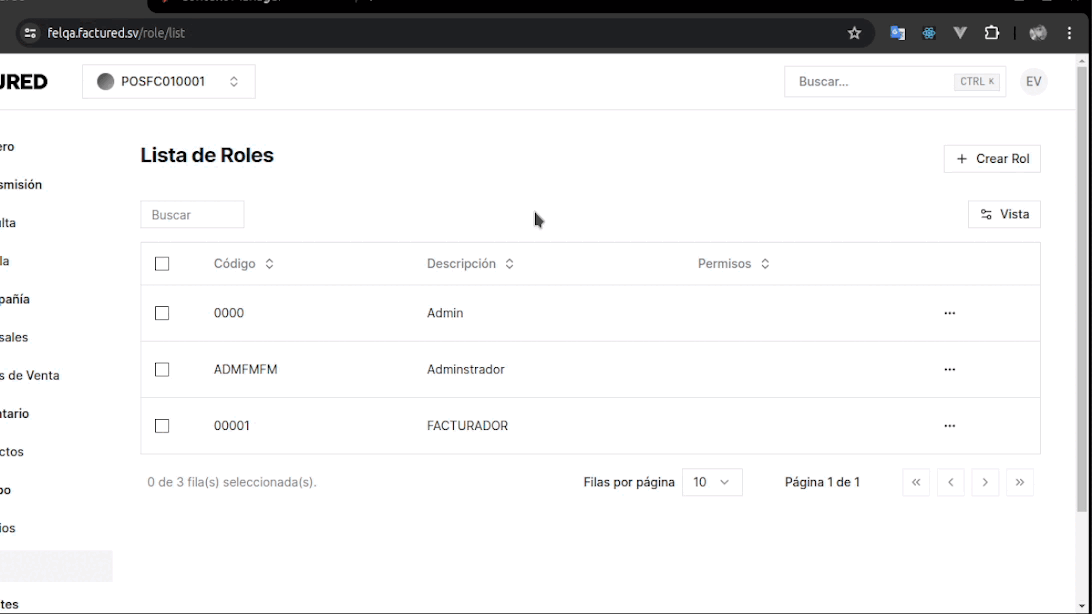 felqa.factured.sv/role/list
URED
POSFC010001
Buscar...
CTRL K
EV
ero
smisión
ulta
la
pañía
sales
s de Venta
ntario
ctos
po
ios
tes
Lista de Roles
+ Crear Rol
Buscar
Vista
Código
Descripción
Permisos
0000
Admin
...
ADMFMFM
Adminstrador
...
00001
FACTURADOR
...
0 de 3 fila(s) seleccionada(s).
Filas por página
10
Página 1 de 1
« ‹ › »